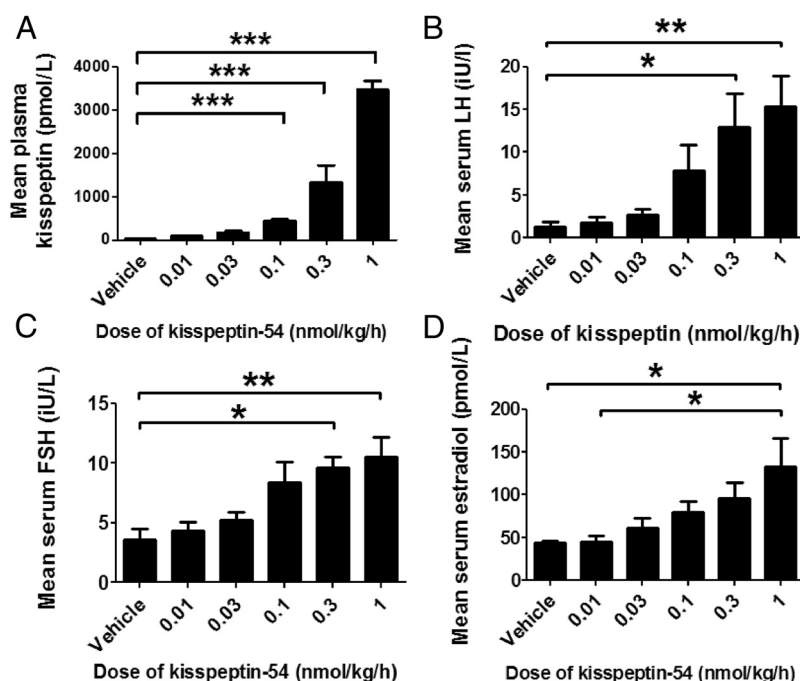 A
Mean plasma
kisspeptin (pmol/L)
4000
3000
2000
1000
0
***
***
***
Vehicle
0.01
0.03
0.1
0.3
1
Dose of kisspeptin-54 (nmol/kg/h)
B
Mean serum LH (iU/l)
20
15
10
5
0
**
*
Vehicle
0.01
0.03
0.1
0.3
1
Dose of kisspeptin (nmol/kg/h)
C
Mean serum FSH (iU/L)
15
10
5
0
**
*
Vehicle
0.01
0.03
0.1
0.3
1
Dose of kisspeptin-54 (nmol/kg/h)
D
Mean serum estradiol (pmol/L)
200
150
100
50
0
*
*
Vehicle
0.01
0.03
0.1
0.3
1
Dose of kisspeptin-54 (nmol/kg/h)